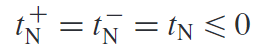 t_N^+ = t_N^- = t_N ⩽ 0